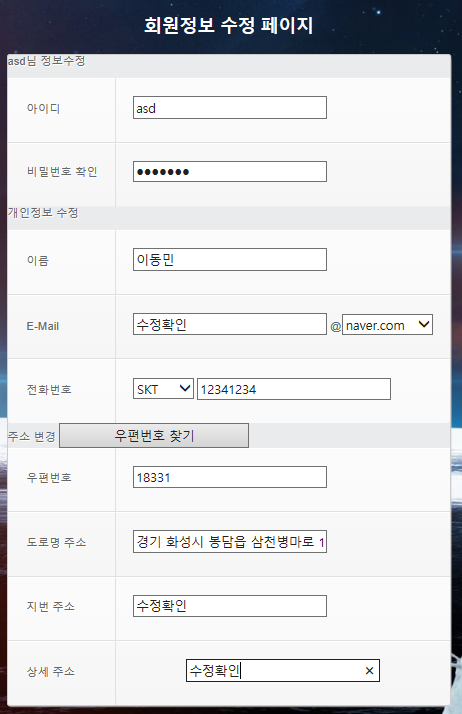 회원정보 수정 페이지
asd님 정보수정
아이디 asd
비밀번호 확인 ●●●●●●●
개인정보 수정
이름 이동민
E-Mail 수정확인 @ naver.com
전화번호 SKT 12341234
주소 변경 우편번호 찾기
우편번호 18331
도로명 주소 경기 화성시 봉담읍 삼천병마로 1
지번 주소 수정확인
상세 주소 수정확인 ×